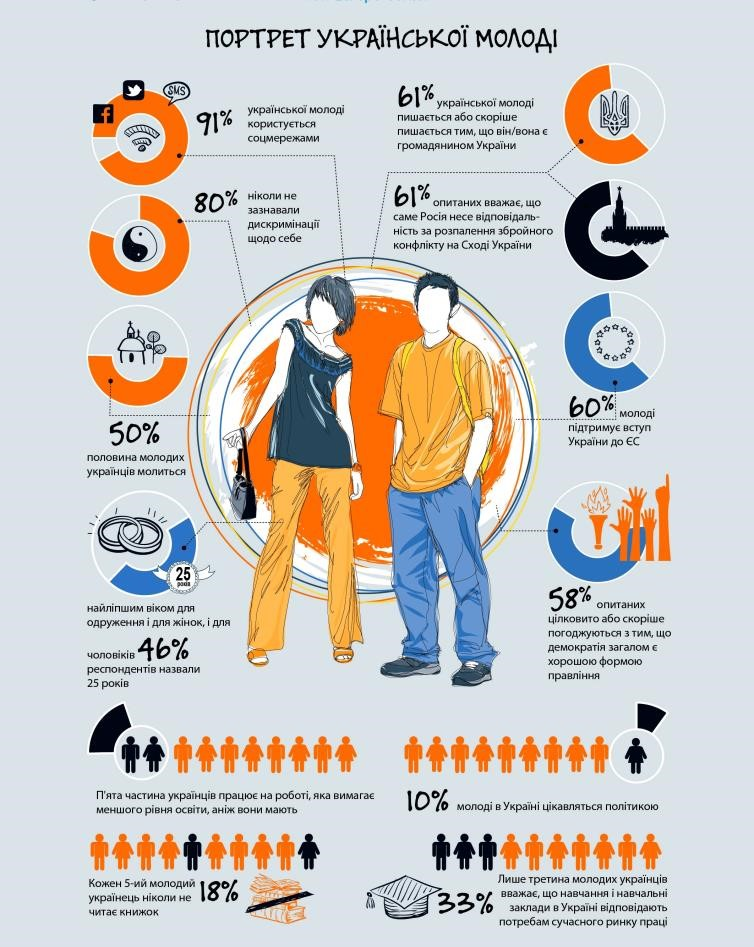 ПОРТРЕТ УКРАЇНСЬКОЇ МОЛОДІ
SMS
91% української молоді
користується
соцмережами
61% української молоді
пишається або скоріше
пишається тим, що він/вона є
громадянином України
80% ніколи не
зазнавали
дискримінації
щодо себе
61% опитаних вважає, що
саме Росія несе відповідаль-
ність за розпалення збройного
конфлікту на Сході України
50%
половина молодих
українців молиться
60% молоді
підтримує вступ
України до ЄС
25
років
найліпшим віком для
одруження і для жінок, і для
чоловіків 46%
респондентів назвали
25 років
58% опитаних
цілковито або скоріше
погоджуються з тим, що
демократія загалом є
хорошою формою
правління
П'ята частина українців працює на роботі, яка вимагає
меншого рівня освіти, аніж вони мають
10% молоді в Україні цікавляться політикою
Кожен 5-ий молодий
українець ніколи не
читає книжок
18%
33%
Лише третина молодих українців
вважає, що навчання і навчальні
заклади в Україні відповідають
потребам сучасного ринку праці